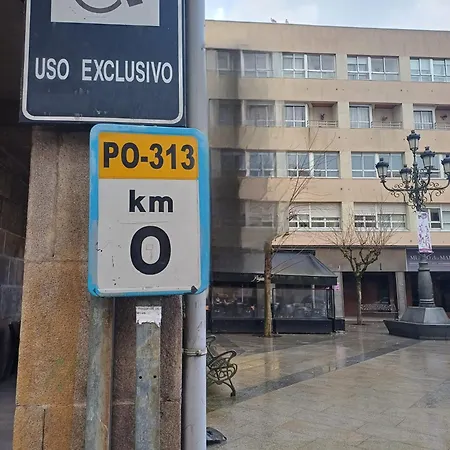 USO EXCLUSIVO
PO-313
km
0